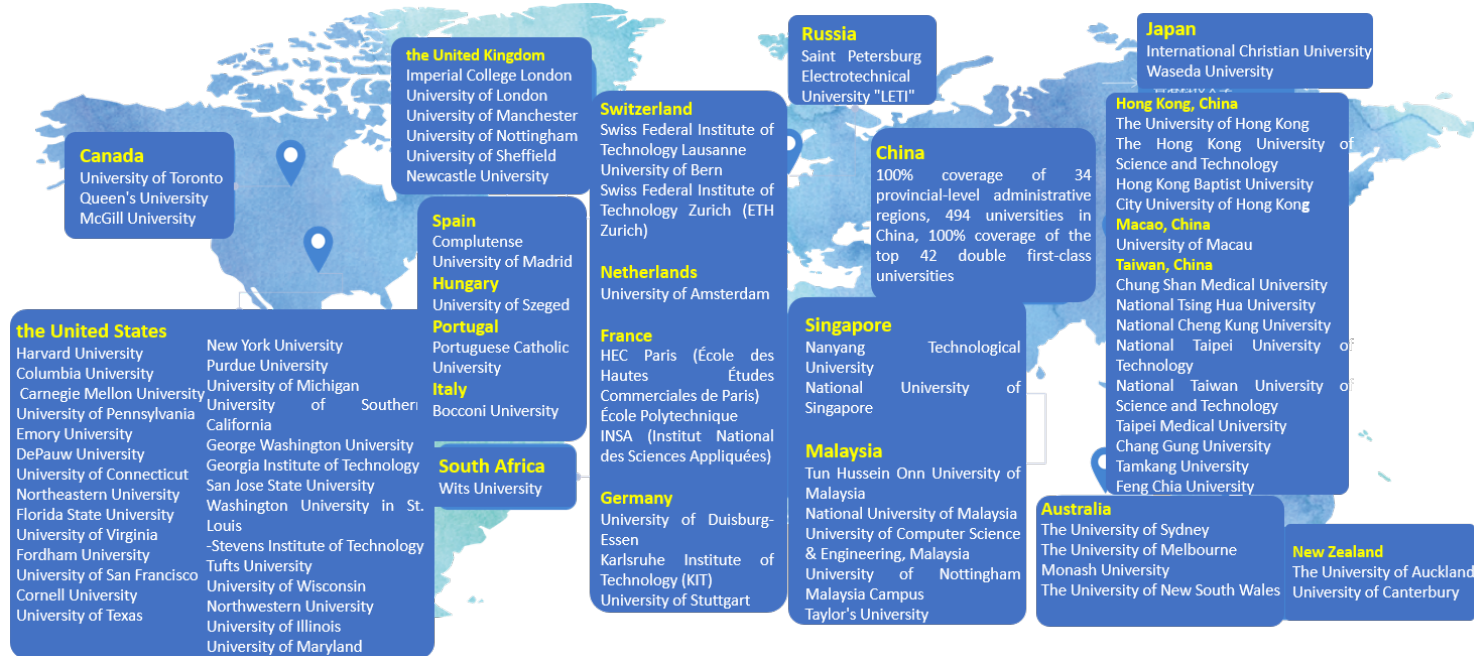 Canada
University of Toronto
Queen's University
McGill University
the United Kingdom
Imperial College London
University of London
University of Manchester
University of Nottingham
University of Sheffield
Newcastle University
Spain
Complutense
University of Madrid
Hungary
University of Szeged
Portugal
Portuguese Catholic
University
Italy
Bocconi University
South Africa
Wits University
the United States
Harvard University
Columbia University
Carnegie Mellon University
University of Pennsylvania
Emory University
DePauw University
University of Connecticut
Northeastern University
Florida State University
University of Virginia
Fordham University
University of San Francisco
Cornell University
University of Texas
New York University
Purdue University
University of Michigan
University of Southern
California
George Washington University
Georgia Institute of Technology
San Jose State University
Washington University in St.
Louis
-Stevens Institute of Technology
Tufts University
University of Wisconsin
Northwestern University
University of Illinois
University of Maryland
Switzerland
Swiss Federal Institute of
Technology Lausanne
University of Bern
Swiss Federal Institute of
Technology Zurich (ETH
Zurich)
Netherlands
University of Amsterdam
France
HEC Paris (École des
Hautes Études
Commerciales de Paris)
École Polytechnique
INSA (Institut National
des Sciences Appliquées)
Germany
University of Duisburg-
Essen
Karlsruhe Institute of
Technology (KIT)
University of Stuttgart
Russia
Saint Petersburg
Electrotechnical
University "LETI"
China
100% coverage of 34
provincial-level administrative
regions, 494 universities in
China, 100% coverage of the
top 42 double first-class
universities
Singapore
Nanyang Technological
University
National University of
Singapore
Malaysia
Tun Hussein Onn University of
Malaysia
National University of Malaysia
University of Computer Science
& Engineering, Malaysia
University of Nottingham
Malaysia Campus
Taylor's University
Japan
International Christian University
Waseda University
Hong Kong, China
The University of Hong Kong
The Hong Kong University of
Science and Technology
Hong Kong Baptist University
City University of Hong Kong
Macao, China
University of Macau
Taiwan, China
Chung Shan Medical University
National Tsing Hua University
National Cheng Kung University
National Taipei University of
Technology
National Taiwan University of
Science and Technology
Taipei Medical University
Chang Gung University
Tamkang University
Feng Chia University
Australia
The University of Sydney
The University of Melbourne
Monash University
The University of New South Wales
New Zealand
The University of Auckland
University of Canterbury